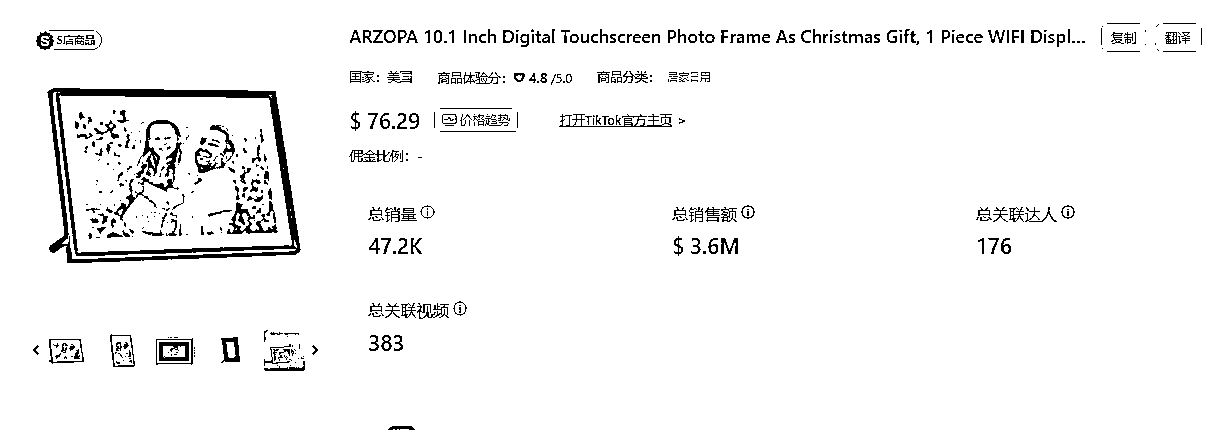 S店商品
ARZOPA 10.1 Inch Digital Touchscreen Photo Frame As Christmas Gift, 1 Piece WIFI Displ... 复制 翻译
国家: 美国 商品体验分: 4.8 /5.0 商品分类: 居家日用
$ 76.29 价格趋势 打开TikTok官方主页 >
佣金比例: -
总销量 总销售额 总关联达人
47.2K $ 3.6M 176
总关联视频
383